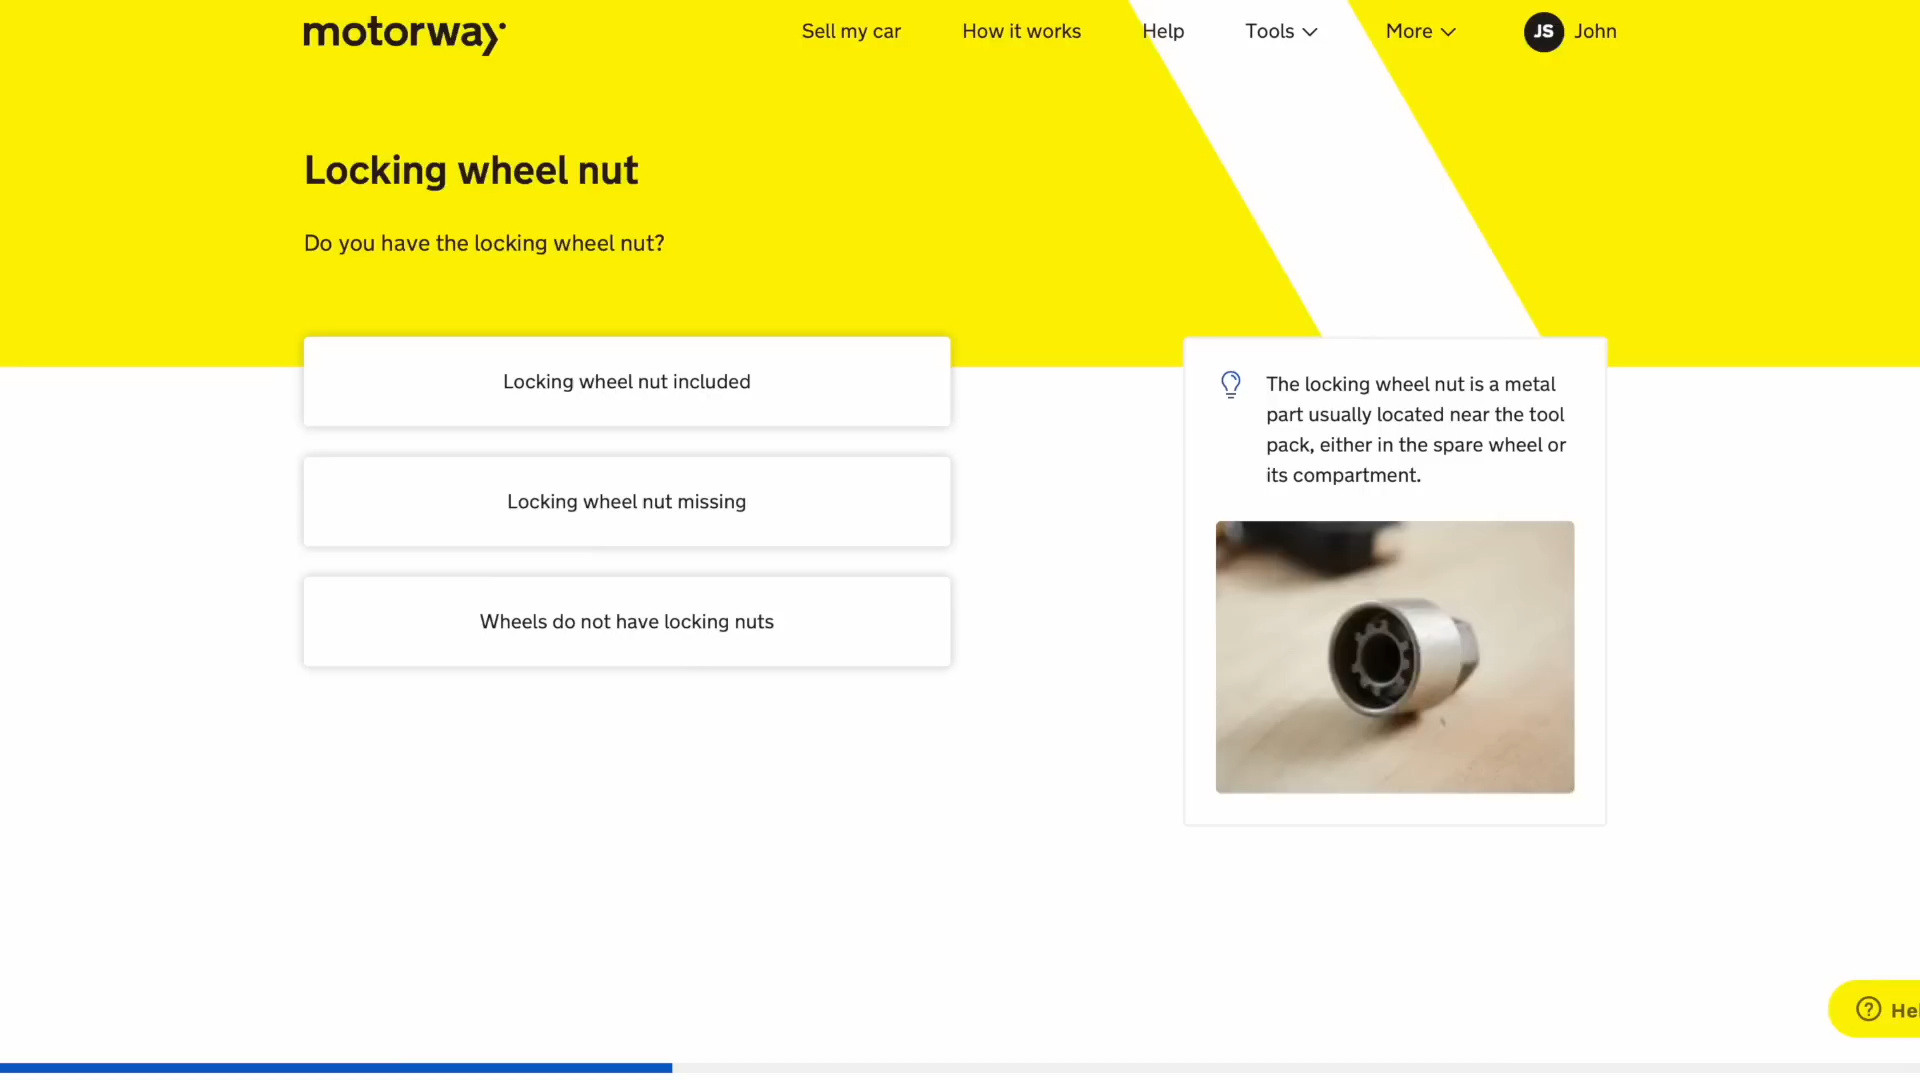 motorway
Sell my car
How it works
Help
Tools
More
JS
John
Locking wheel nut
Do you have the locking wheel nut?
Locking wheel nut included
Locking wheel nut missing
Wheels do not have locking nuts
The locking wheel nut is a metal
part usually located near the tool
pack, either in the spare wheel or
its compartment.